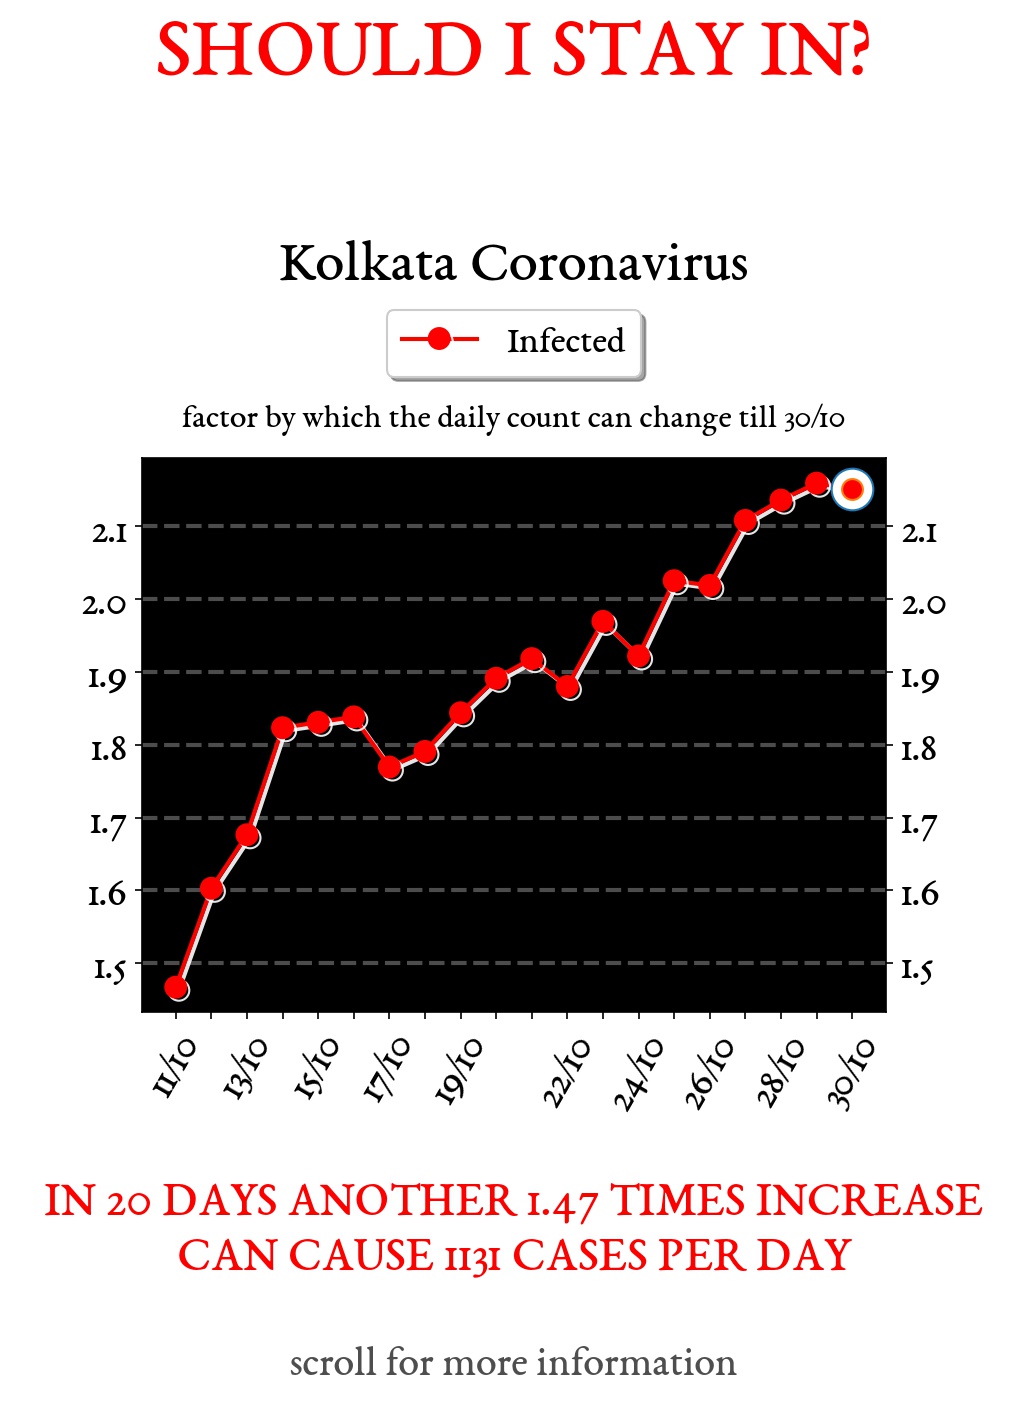 SHOULD I STAY IN?
Kolkata Coronavirus
Infected
factor by which the daily count can change till 30/10
2.1 2.1
2.0 2.0
1.9 1.9
1.8 1.8
1.7 1.7
1.6 1.6
1.5 1.5
11/10 13/10 15/10 17/10 19/10 22/10 24/10 26/10 28/10 30/10
IN 20 DAYS ANOTHER 1.47 TIMES INCREASE
CAN CAUSE 1131 CASES PER DAY
scroll for more information